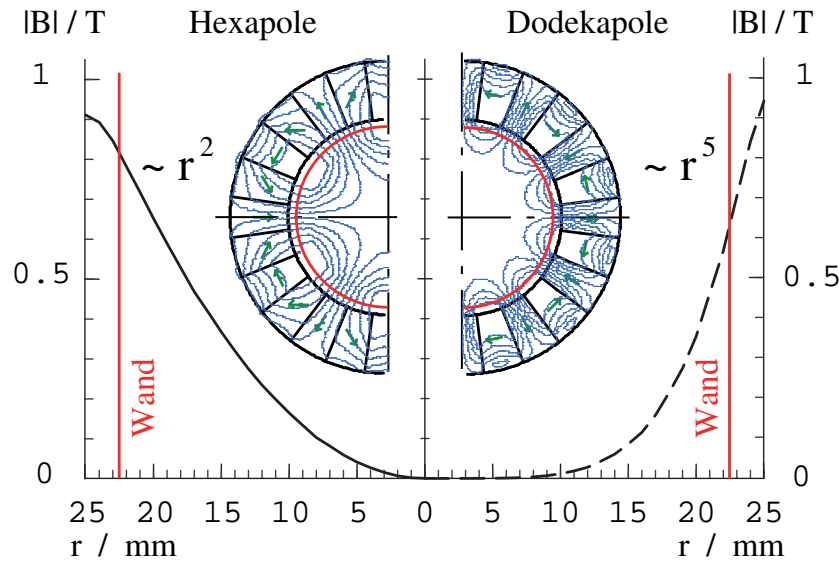 |B| / T Hexapole Dodekapole |B| / T
1 1
~ r² ~ r⁵
0.5 0.5
Wand Wand
0 0
25 20 15 10 5 0 5 10 15 20 25
r / mm r / mm